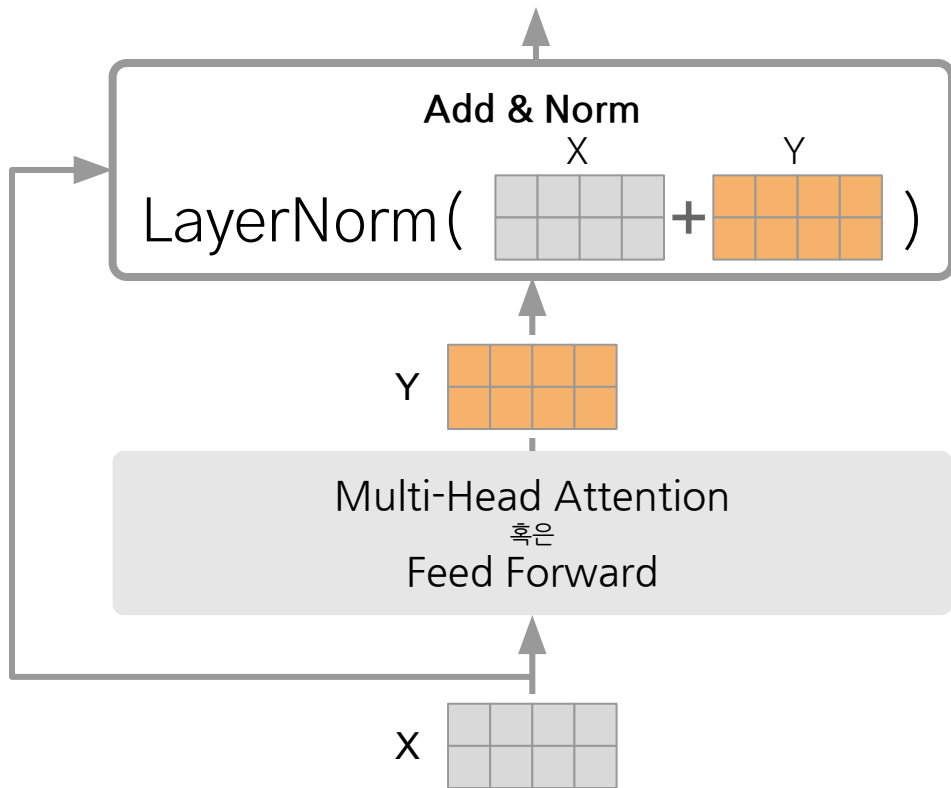 Add & Norm
X Y
LayerNorm( + )
Y
Multi-Head Attention
혹은
Feed Forward
X